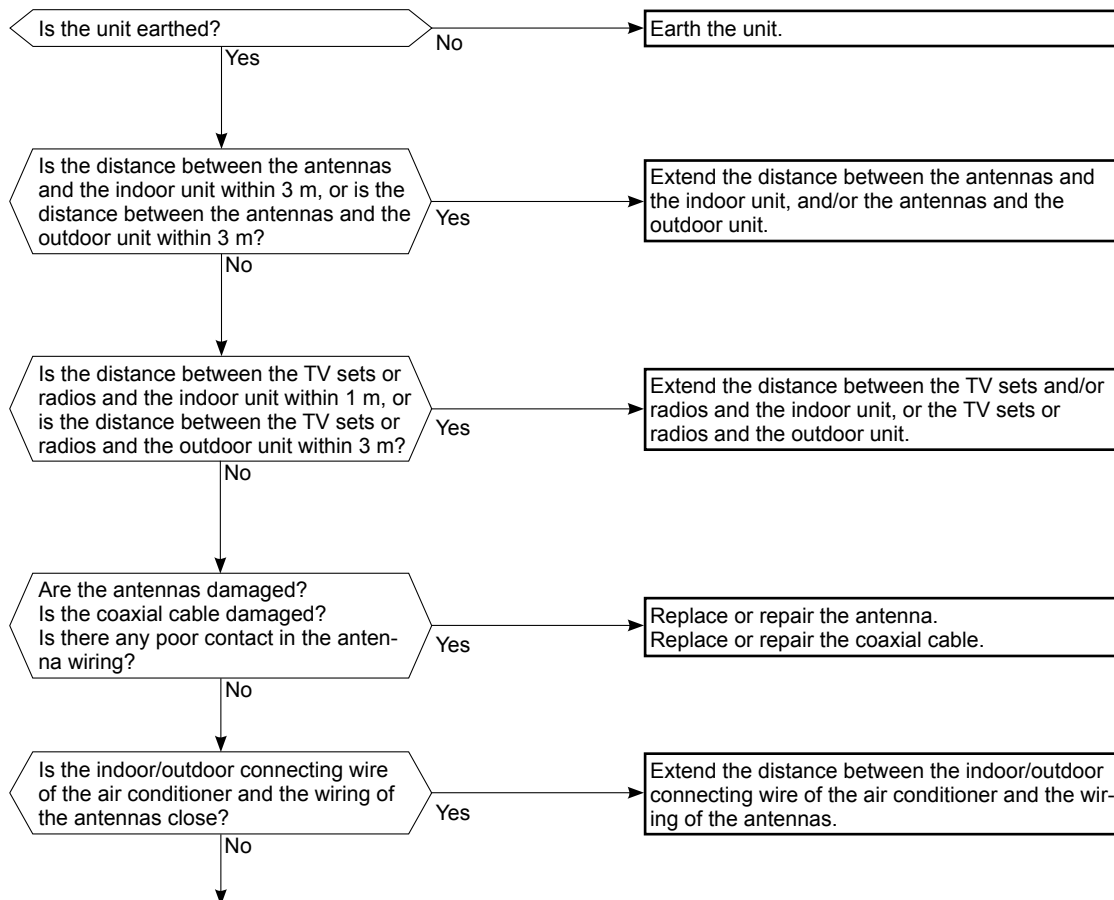 Is the unit earthed?
No
Earth the unit.
Yes
Is the distance between the antennas
and the indoor unit within 3 m, or is the
distance between the antennas and the
outdoor unit within 3 m?
Yes
Extend the distance between the antennas and
the indoor unit, and/or the antennas and the
outdoor unit.
No
Is the distance between the TV sets or
radios and the indoor unit within 1 m, or
is the distance between the TV sets or
radios and the outdoor unit within 3 m?
Yes
Extend the distance between the TV sets and/or
radios and the indoor unit, or the TV sets or
radios and the outdoor unit.
No
Are the antennas damaged?
Is the coaxial cable damaged?
Is there any poor contact in the anten-
na wiring?
Yes
Replace or repair the antenna.
Replace or repair the coaxial cable.
No
Is the indoor/outdoor connecting wire
of the air conditioner and the wiring of
the antennas close?
Yes
Extend the distance between the indoor/outdoor
connecting wire of the air conditioner and the wir-
ing of the antennas.
No